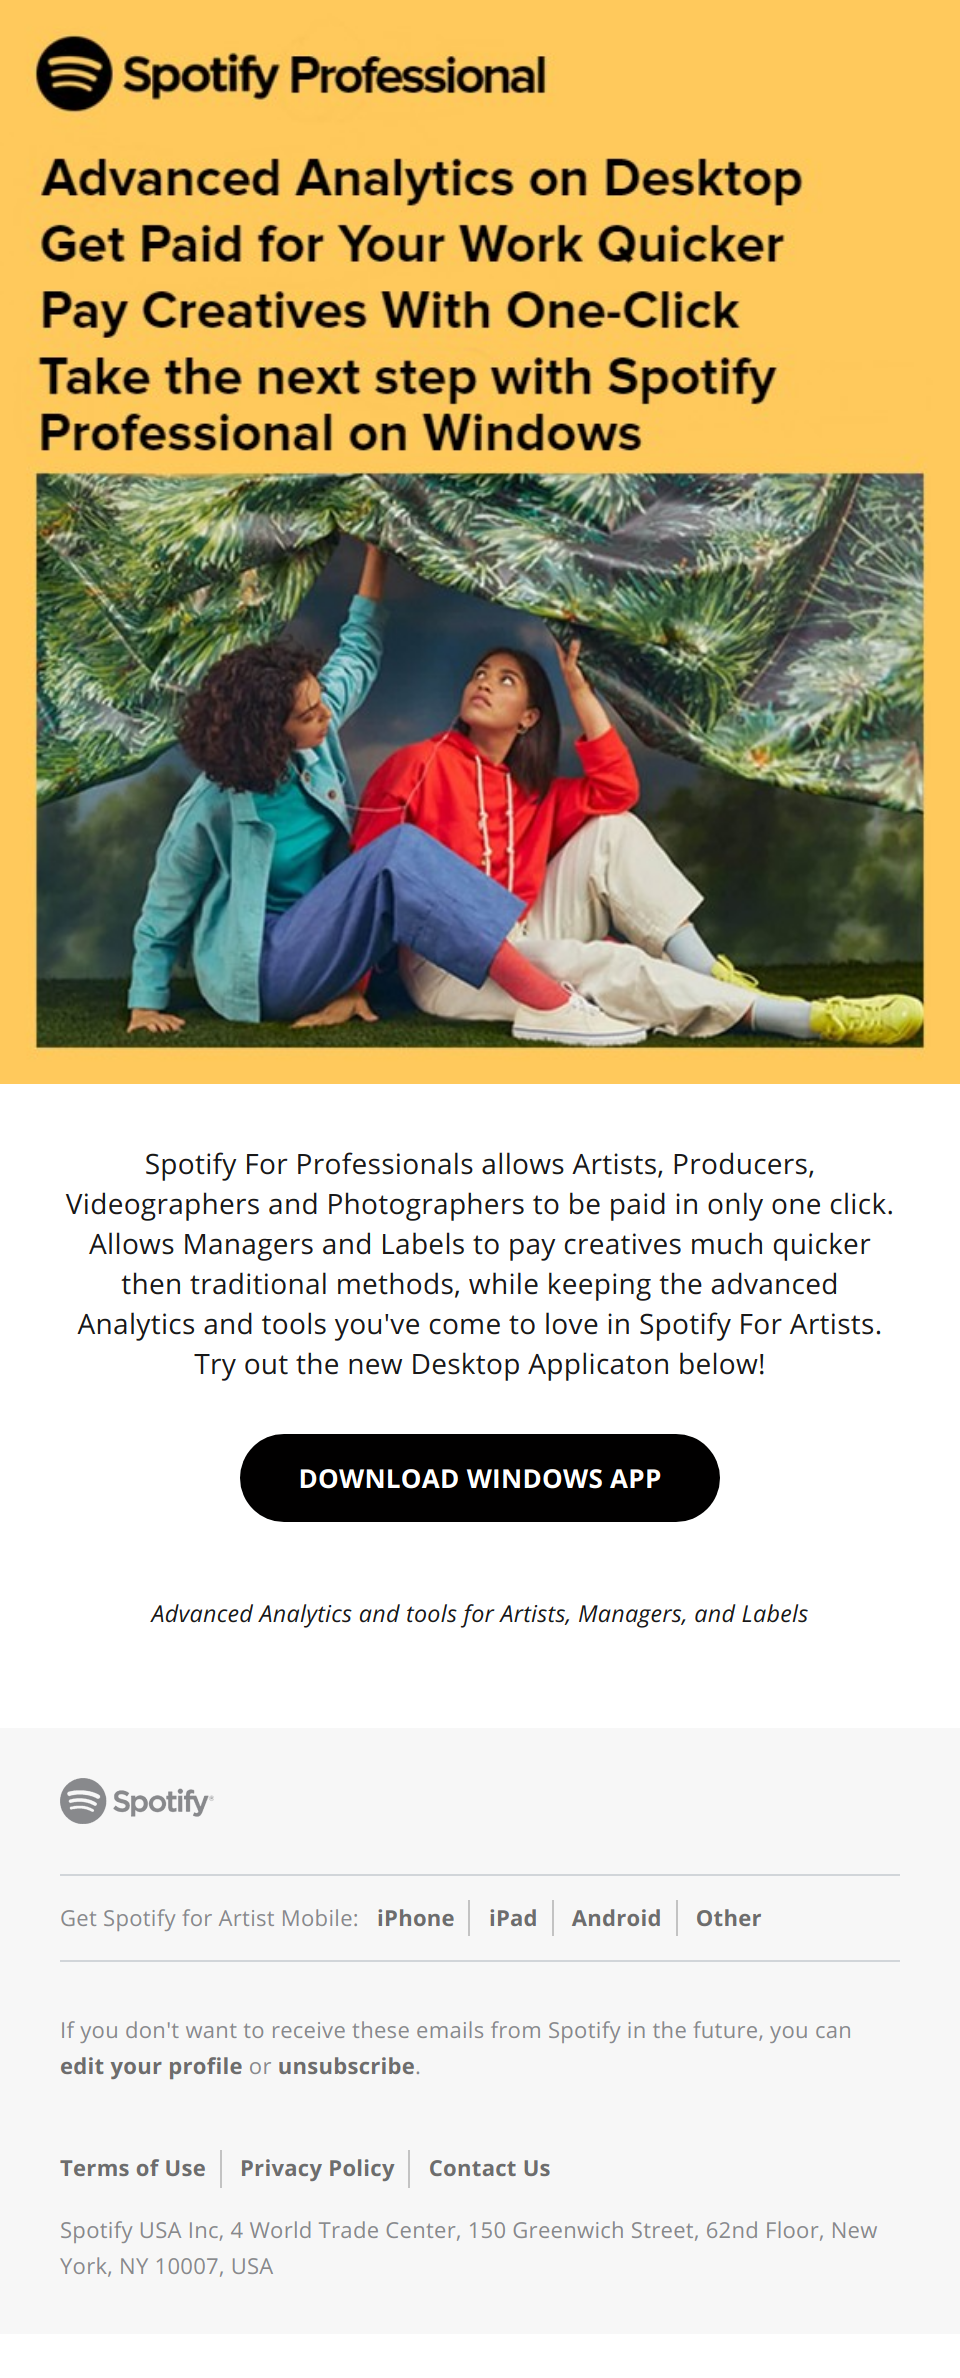 Spotify Professional
Advanced Analytics on Desktop
Get Paid for Your Work Quicker
Pay Creatives With One-Click
Take the next step with Spotify
Professional on Windows
Spotify For Professionals allows Artists, Producers,
Videographers and Photographers to be paid in only one click.
Allows Managers and Labels to pay creatives much quicker
then traditional methods, while keeping the advanced
Analytics and tools you've come to love in Spotify For Artists.
Try out the new Desktop Applicaton below!
DOWNLOAD WINDOWS APP
Advanced Analytics and tools for Artists, Managers, and Labels
Spotify®
Get Spotify for Artist Mobile: iPhone | iPad | Android | Other
If you don't want to receive these emails from Spotify in the future, you can
edit your profile or unsubscribe.
Terms of Use | Privacy Policy | Contact Us
Spotify USA Inc, 4 World Trade Center, 150 Greenwich Street, 62nd Floor, New
York, NY 10007, USA